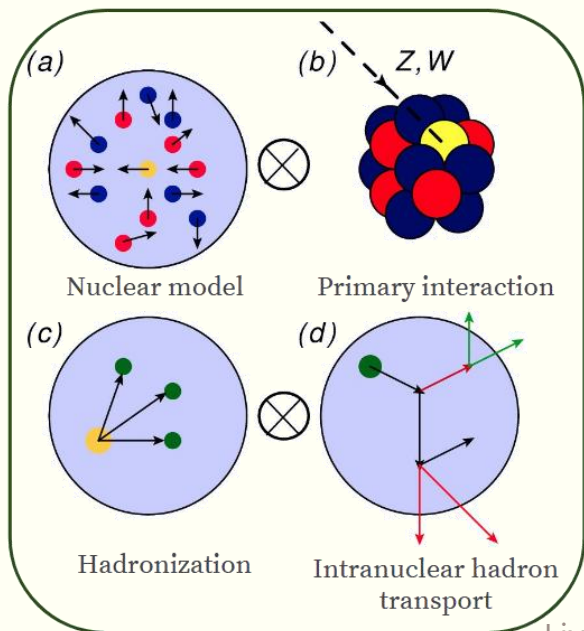 (a)
(b)
Z, W
Nuclear model
Primary interaction
(c)
(d)
Hadronization
Intranuclear hadron
transport